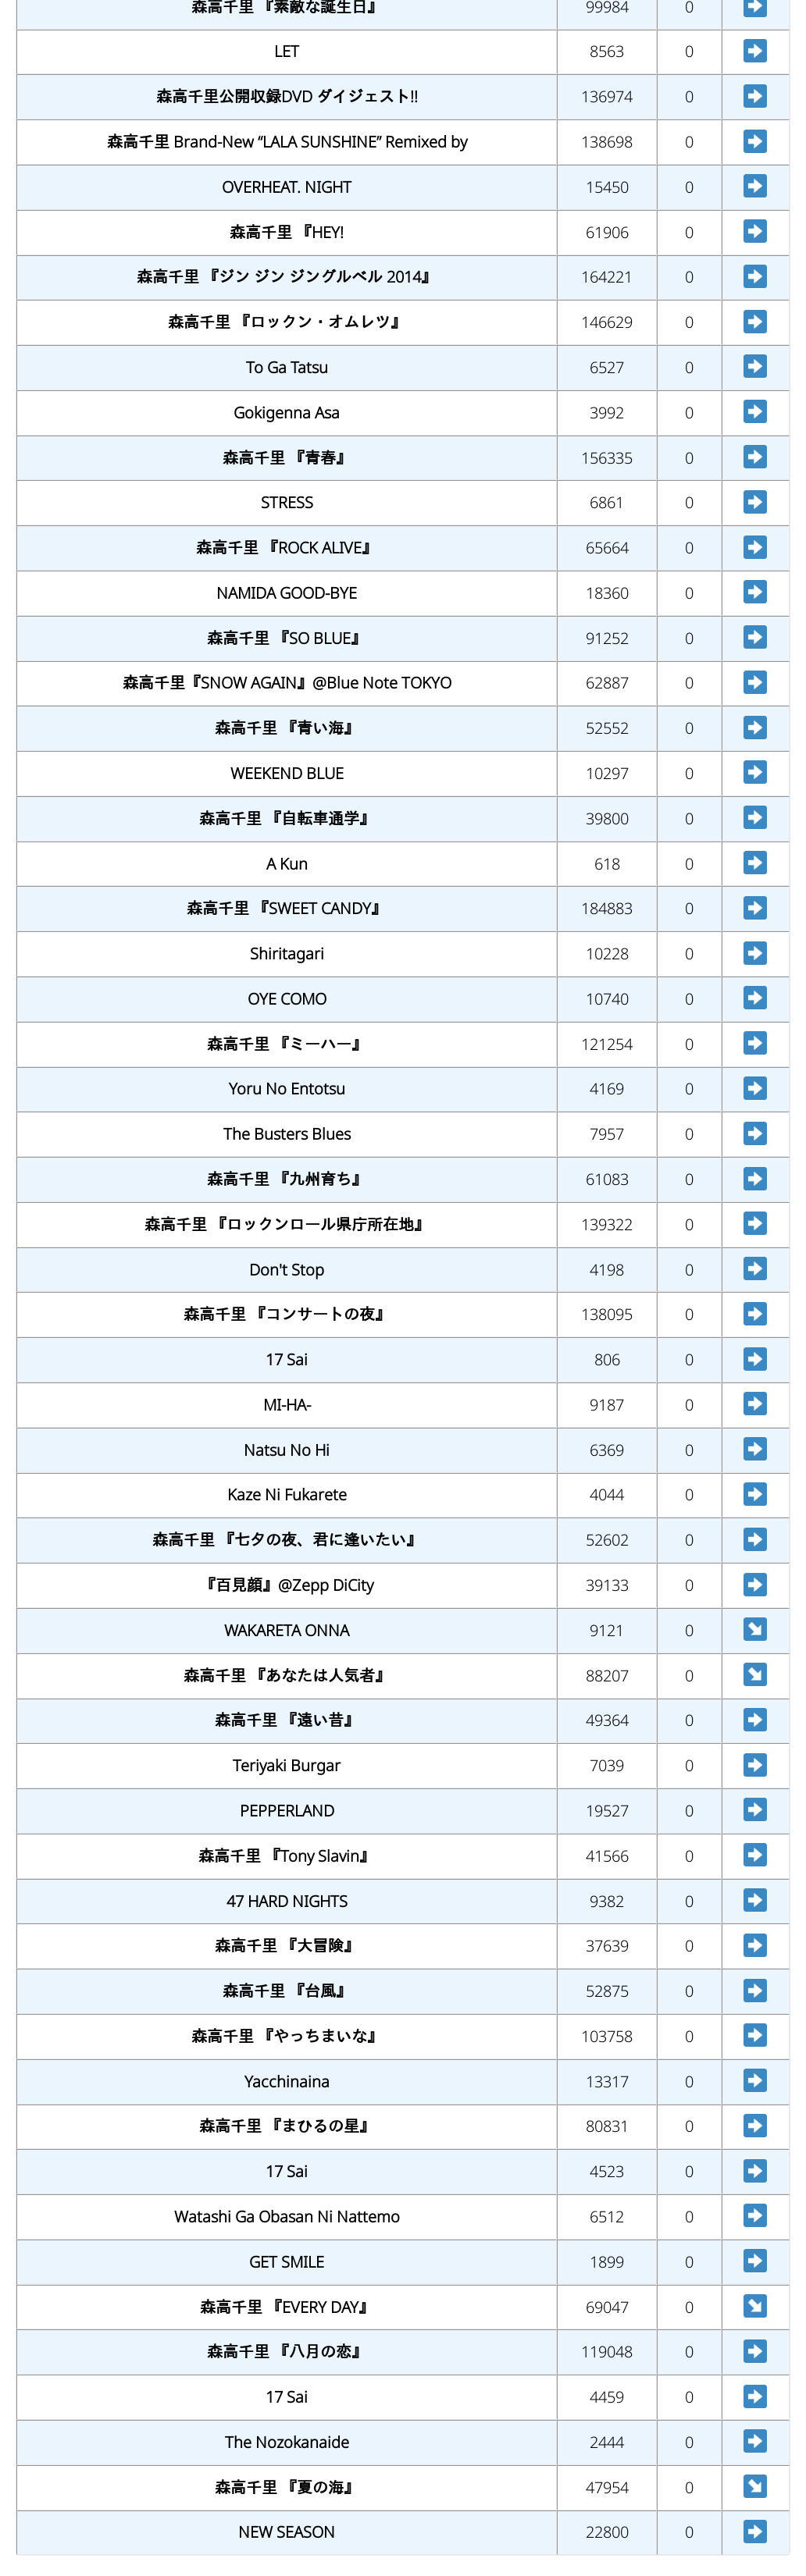 森高千里 『素敵な誕生日』 99984 0
LET 8563 0
森高千里公開収録DVD ダイジェスト!! 136974 0
森高千里 Brand-New “LALA SUNSHINE” Remixed by 138698 0
OVERHEAT. NIGHT 15450 0
森高千里 『HEY! 61906 0
森高千里 『ジン ジン ジングルベル 2014』 164221 0
森高千里 『ロックン・オムレツ』 146629 0
To Ga Tatsu 6527 0
Gokigenna Asa 3992 0
森高千里 『青春』 156335 0
STRESS 6861 0
森高千里 『ROCK ALIVE』 65664 0
NAMIDA GOOD-BYE 18360 0
森高千里 『SO BLUE』 91252 0
森高千里『SNOW AGAIN』@Blue Note TOKYO 62887 0
森高千里 『青い海』 52552 0
WEEKEND BLUE 10297 0
森高千里 『自転車通学』 39800 0
A Kun 618 0
森高千里 『SWEET CANDY』 184883 0
Shiritagari 10228 0
OYE COMO 10740 0
森高千里 『ミーハー』 121254 0
Yoru No Entotsu 4169 0
The Busters Blues 7957 0
森高千里 『九州育ち』 61083 0
森高千里 『ロックンロール県庁所在地』 139322 0
Don't Stop 4198 0
森高千里 『コンサートの夜』 138095 0
17 Sai 806 0
MI-HA- 9187 0
Natsu No Hi 6369 0
Kaze Ni Fukarete 4044 0
森高千里 『七夕の夜、君に逢いたい』 52602 0
『百見顔』@Zepp DiCity 39133 0
WAKARETA ONNA 9121 0
森高千里 『あなたは人気者』 88207 0
森高千里 『遠い昔』 49364 0
Teriyaki Burgar 7039 0
PEPPERLAND 19527 0
森高千里 『Tony Slavin』 41566 0
47 HARD NIGHTS 9382 0
森高千里 『大冒険』 37639 0
森高千里 『台風』 52875 0
森高千里 『やっちまいな』 103758 0
Yacchinaina 13317 0
森高千里 『まひるの星』 80831 0
17 Sai 4523 0
Watashi Ga Obasan Ni Nattemo 6512 0
GET SMILE 1899 0
森高千里 『EVERY DAY』 69047 0
森高千里 『八月の恋』 119048 0
17 Sai 4459 0
The Nozokanaide 2444 0
森高千里 『夏の海』 47954 0
NEW SEASON 22800 0